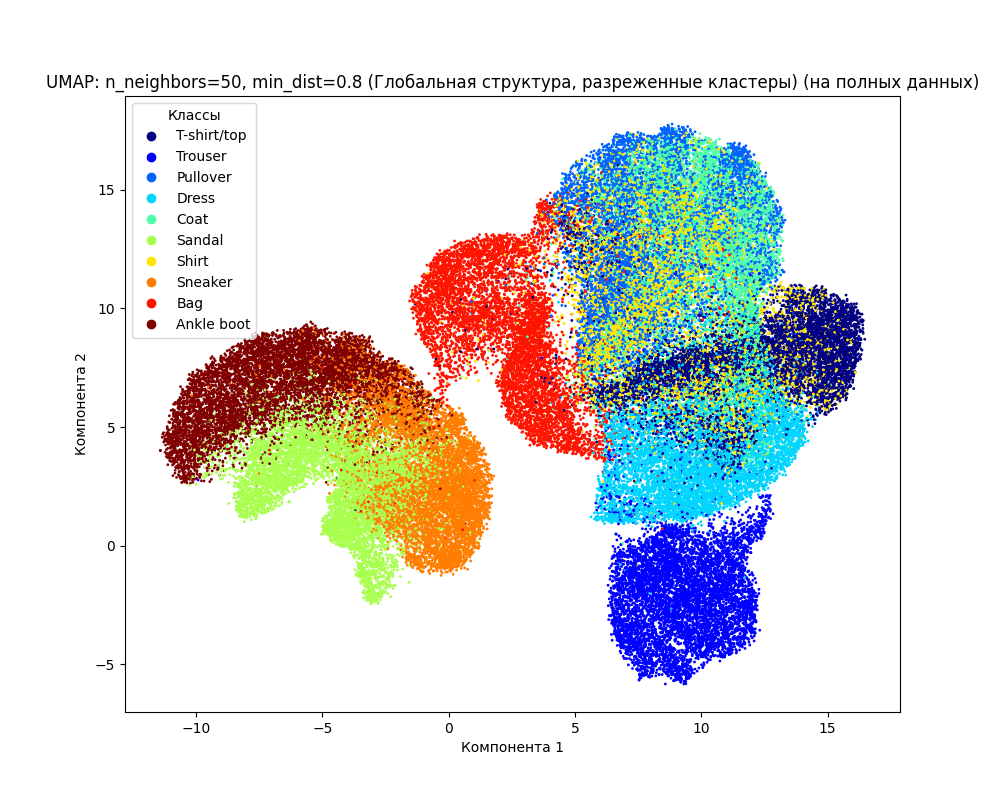 UMAP: n_neighbors=50, min_dist=0.8 (Глобальная структура, разреженные кластеры) (на полных данных)
Классы
T-shirt/top
Trouser
Pullover
Dress
Coat
Sandal
Shirt
Sneaker
Bag
Ankle boot
Компонента 2
15
10
5
0
−5
−10
−5
0
5
10
15
Компонента 1